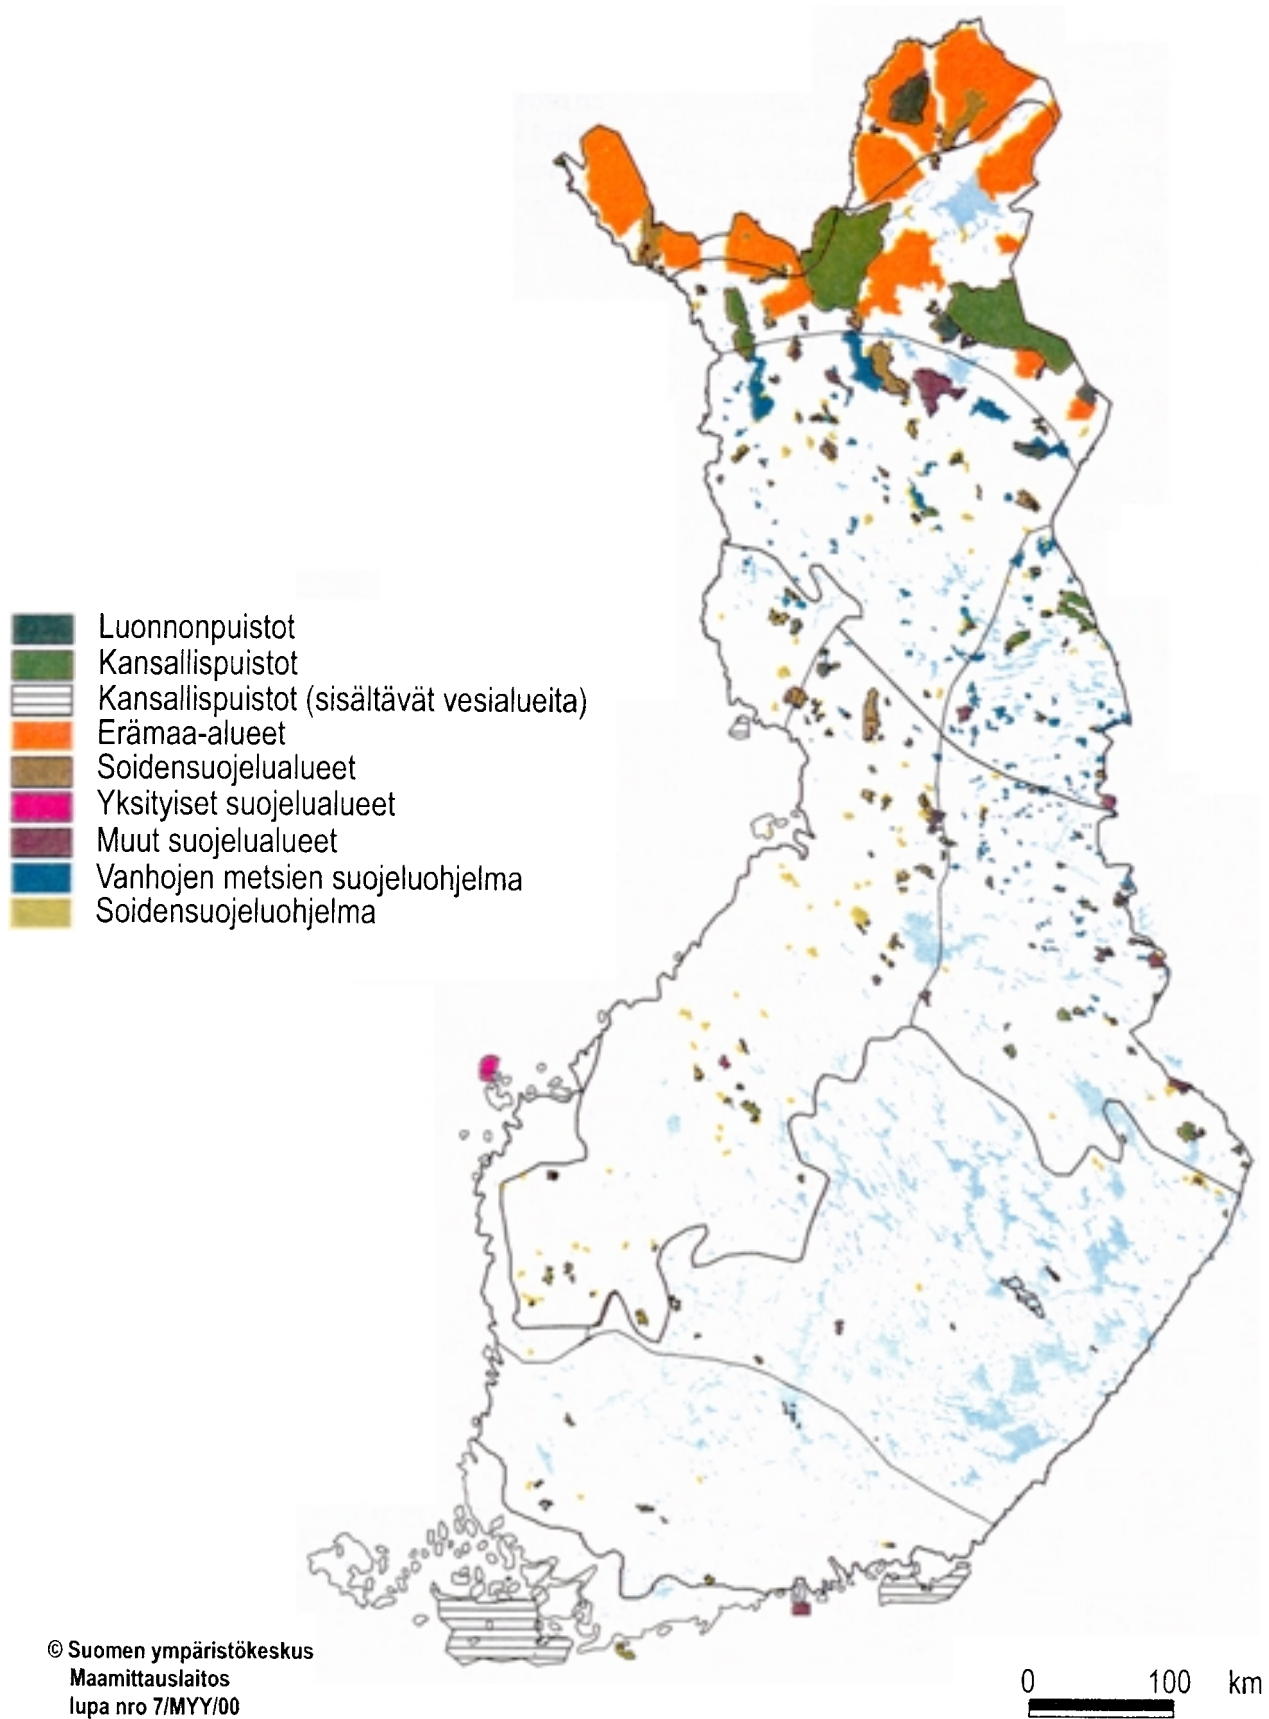 Luonnonpuistot
Kansallispuistot
Kansallispuistot (sisältävät vesialueita)
Erämaa-alueet
Soidensuojelualueet
Yksityiset suojelualueet
Muut suojelualueet
Vanhojen metsien suojeluohjelma
Soidensuojeluohjelma
© Suomen ympäristökeskus
Maamittauslaitos
lupa nro 7/MYY/00
0 100 km